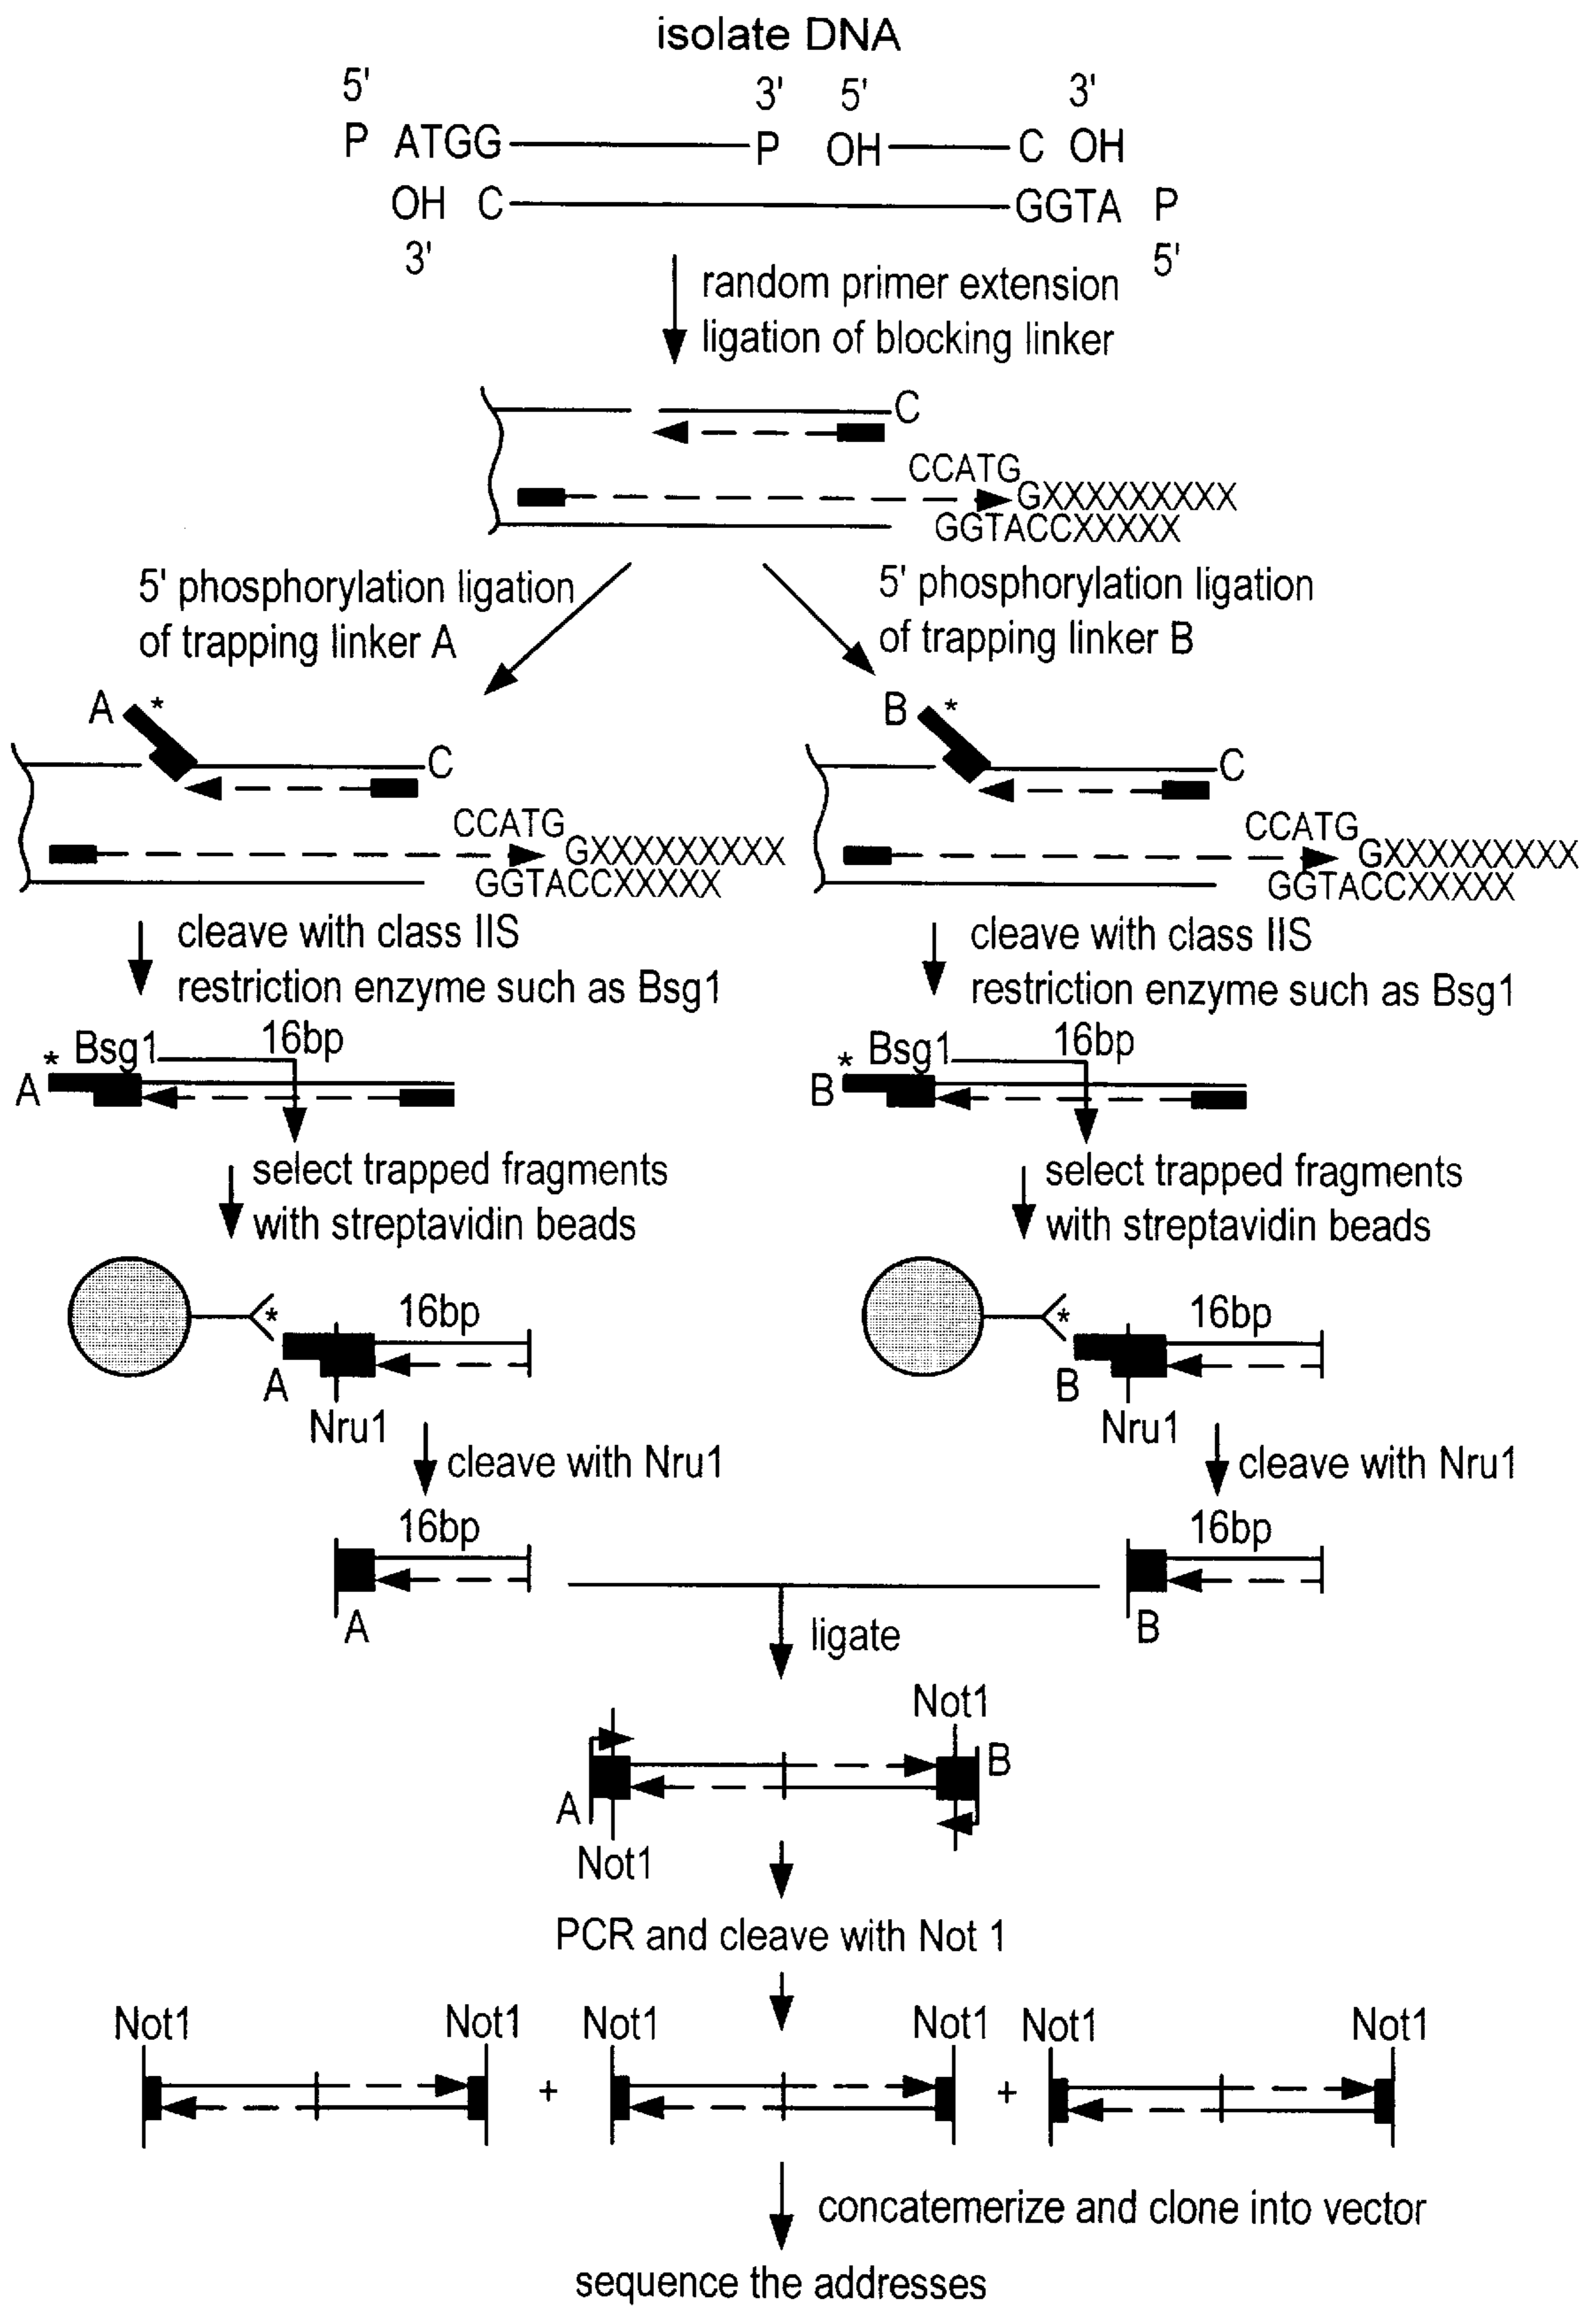 isolate DNA
5' 3' 5' 3'
P ATGG P OH C OH
OH C GGTA P
3' 5'
random primer extension
ligation of blocking linker
C
CCATG
GXXXXXXXXX
GGTACCXXXXX
5' phosphorylation ligation
of trapping linker A
5' phosphorylation ligation
of trapping linker B
A *
C
CCATG
GXXXXXXXXX
GGTACCXXXXX
B *
C
CCATG
GXXXXXXXXX
GGTACCXXXXX
cleave with class IIS
restriction enzyme such as Bsg1
cleave with class IIS
restriction enzyme such as Bsg1
* Bsg1 16bp
A
* Bsg1 16bp
B
select trapped fragments
with streptavidin beads
select trapped fragments
with streptavidin beads
* 16bp
A
Nru1
* 16bp
B
Nru1
cleave with Nru1
cleave with Nru1
16bp
A
16bp
B
ligate
Not1
B
A
Not1
PCR and cleave with Not 1
Not1 Not1 Not1 Not1 Not1 Not1
+ +
concatemerize and clone into vector
sequence the addresses